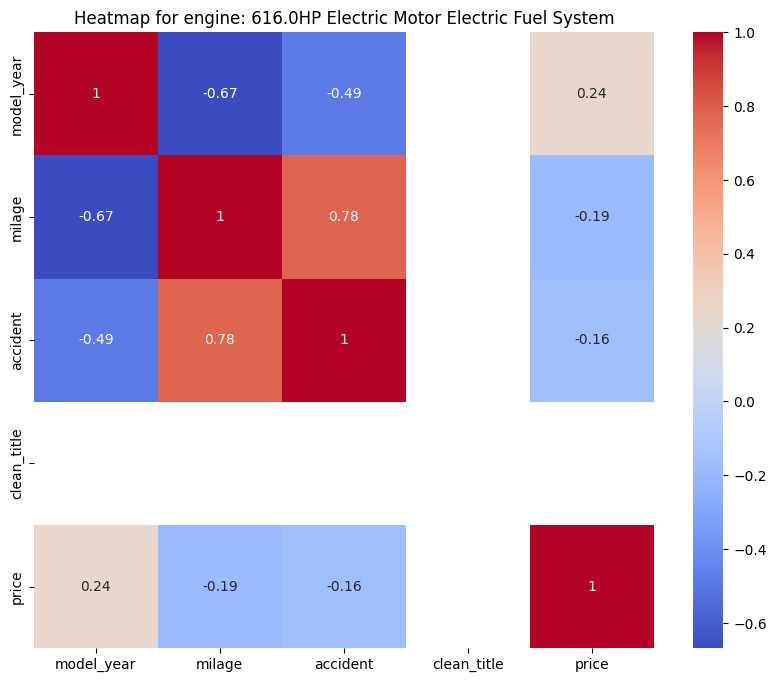 Heatmap for engine: 616.0HP Electric Motor Electric Fuel System
model_year
1
-0.67
-0.49
0.24
milage
-0.67
1
0.78
-0.19
accident
-0.49
0.78
1
-0.16
clean_title
price
0.24
-0.19
-0.16
1
model_year
milage
accident
clean_title
price
1.0
0.8
0.6
0.4
0.2
0.0
−0.2
−0.4
−0.6